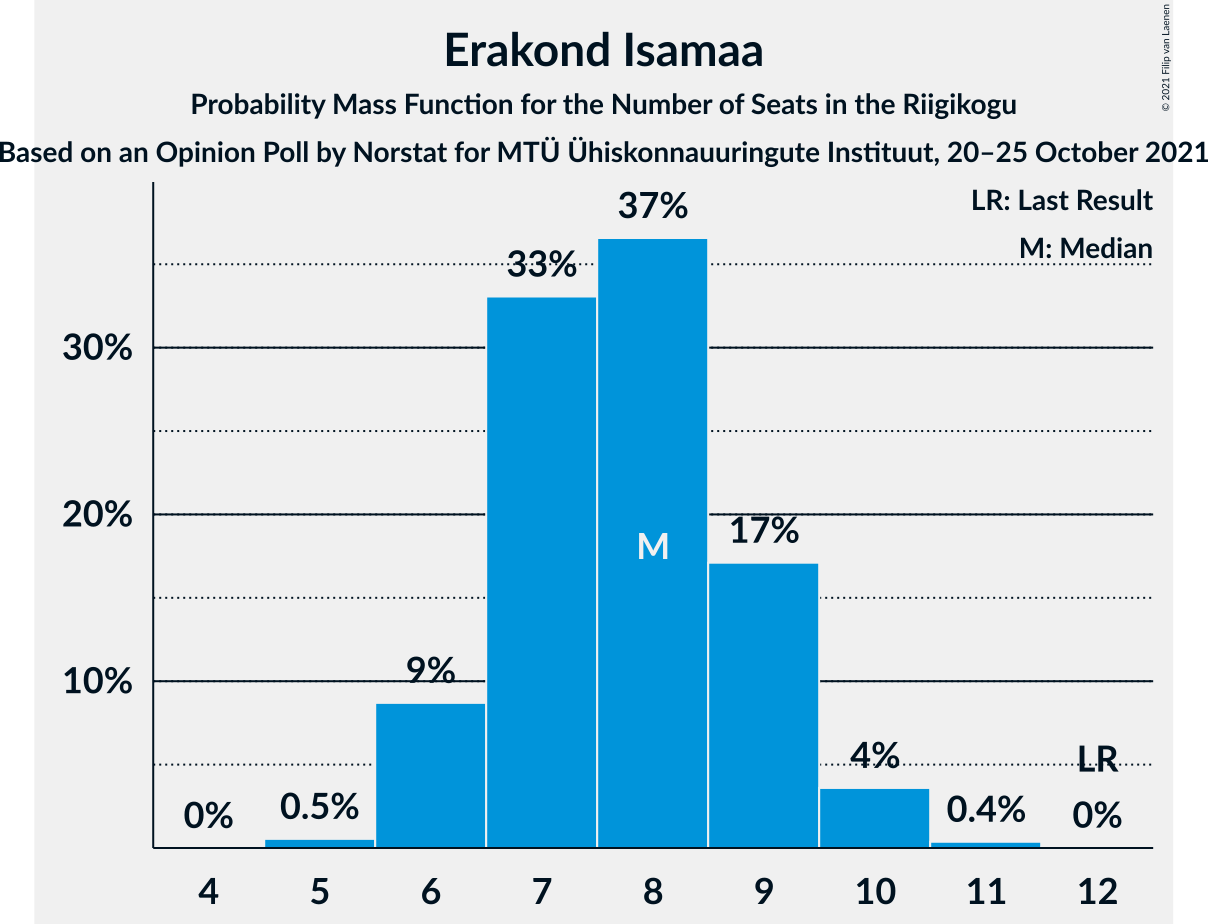 Erakond Isamaa
Probability Mass Function for the Number of Seats in the Riigikogu
Based on an Opinion Poll by Norstat for MTÜ Ühiskonnauuringute Instituut, 20–25 October 2021
© 2021 Filip van Laenen
LR: Last Result
M: Median
37%
33%
30%
20%
17%
M
10%
9%
4%
LR
0%
0.5%
0.4%
0%
4 5 6 7 8 9 10 11 12